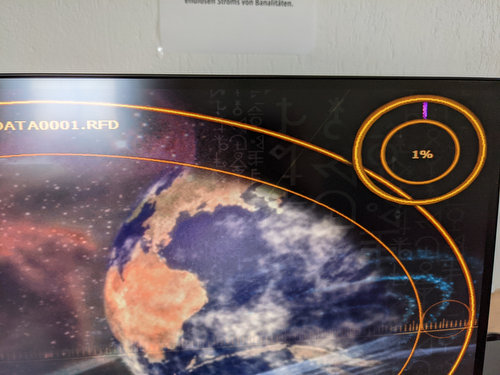 endlosen Stroms von Banalitäten.
DATA0001.RFD
1%